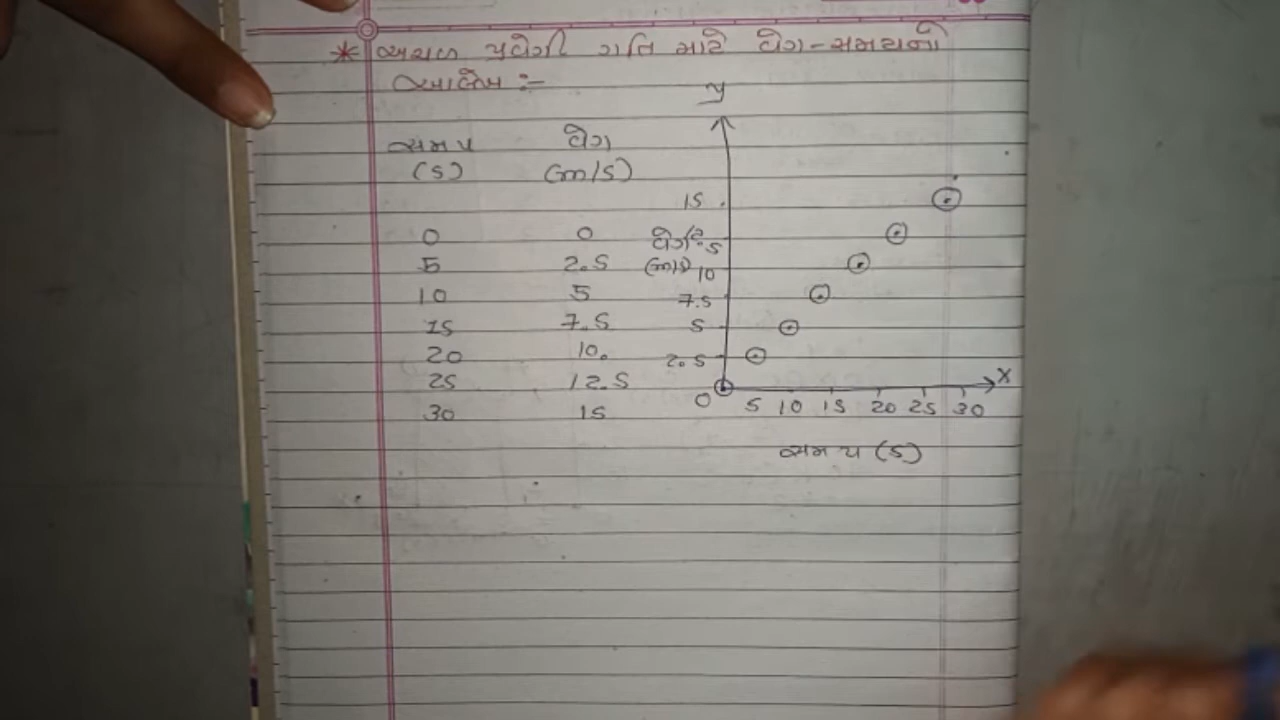 * અચળ પ્રવેગી ગતિ માટે વેગ-સમયનો
આલેખ :-
સમય વેગ
(s) (m/s)
0 0
5 2.5
10 5
15 7.5
20 10.
25 12.5
30 15
y
15
વેગ
(m/s) 10
7.5
5
2.5
0 5 10 15 20 25 30
X
સમય (s)